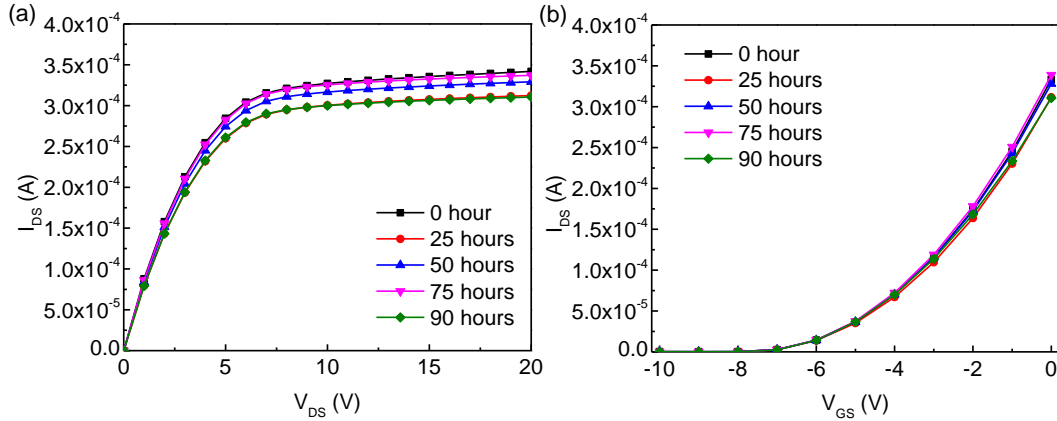 (a)
4.0x10⁻⁴
3.5x10⁻⁴
3.0x10⁻⁴
2.5x10⁻⁴
2.0x10⁻⁴
1.5x10⁻⁴
1.0x10⁻⁴
5.0x10⁻⁵
0.0
I_DS (A)
0 hour
25 hours
50 hours
75 hours
90 hours
0 5 10 15 20
V_DS (V)
(b)
4.0x10⁻⁴
3.5x10⁻⁴
3.0x10⁻⁴
2.5x10⁻⁴
2.0x10⁻⁴
1.5x10⁻⁴
1.0x10⁻⁴
5.0x10⁻⁵
0.0
I_DS (A)
0 hour
25 hours
50 hours
75 hours
90 hours
-10 -8 -6 -4 -2 0
V_GS (V)